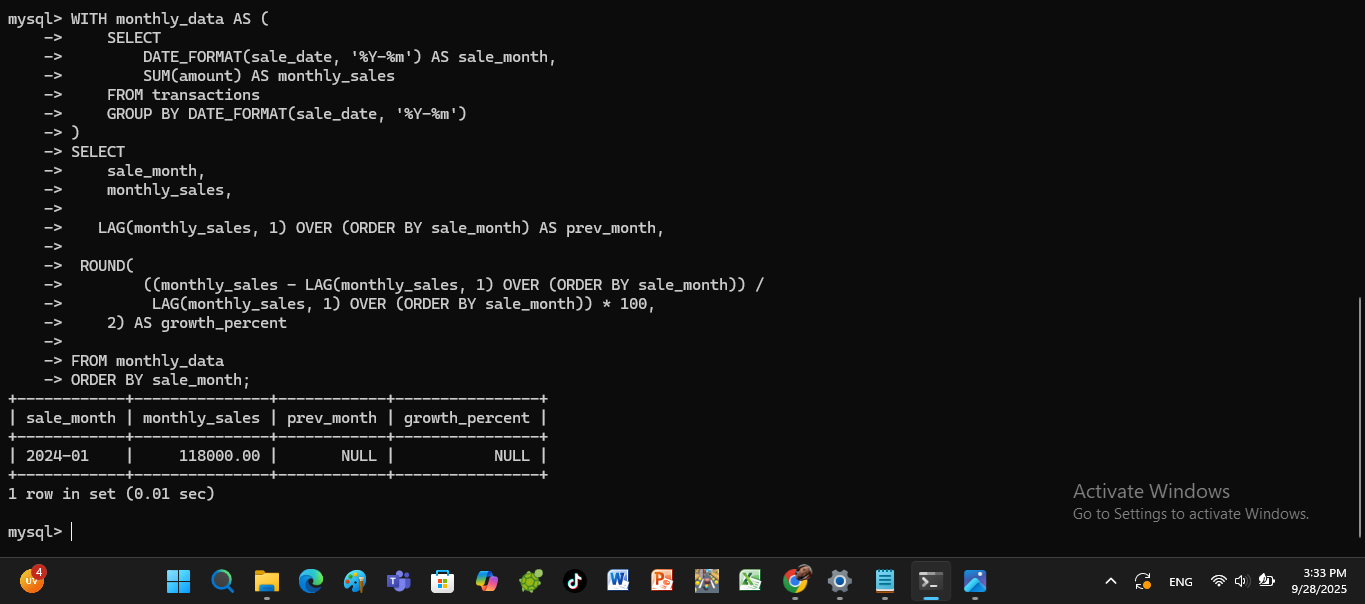 mysql> WITH monthly_data AS (
    ->     SELECT
    ->         DATE_FORMAT(sale_date, '%Y-%m') AS sale_month,
    ->         SUM(amount) AS monthly_sales
    ->     FROM transactions
    ->     GROUP BY DATE_FORMAT(sale_date, '%Y-%m')
    -> )
    -> SELECT
    ->     sale_month,
    ->     monthly_sales,
    ->
    ->    LAG(monthly_sales, 1) OVER (ORDER BY sale_month) AS prev_month,
    ->
    ->  ROUND(
    ->         ((monthly_sales - LAG(monthly_sales, 1) OVER (ORDER BY sale_month)) /
    ->          LAG(monthly_sales, 1) OVER (ORDER BY sale_month)) * 100,
    ->     2) AS growth_percent
    ->
    -> FROM monthly_data
    -> ORDER BY sale_month;
+------------+---------------+------------+----------------+
| sale_month | monthly_sales | prev_month | growth_percent |
+------------+---------------+------------+----------------+
| 2024-01    |     118000.00 |       NULL |           NULL |
+------------+---------------+------------+----------------+
1 row in set (0.01 sec)
mysql>
Activate Windows
Go to Settings to activate Windows.
4
UV
T
W
P
X
ENG
3:33 PM
9/28/2025